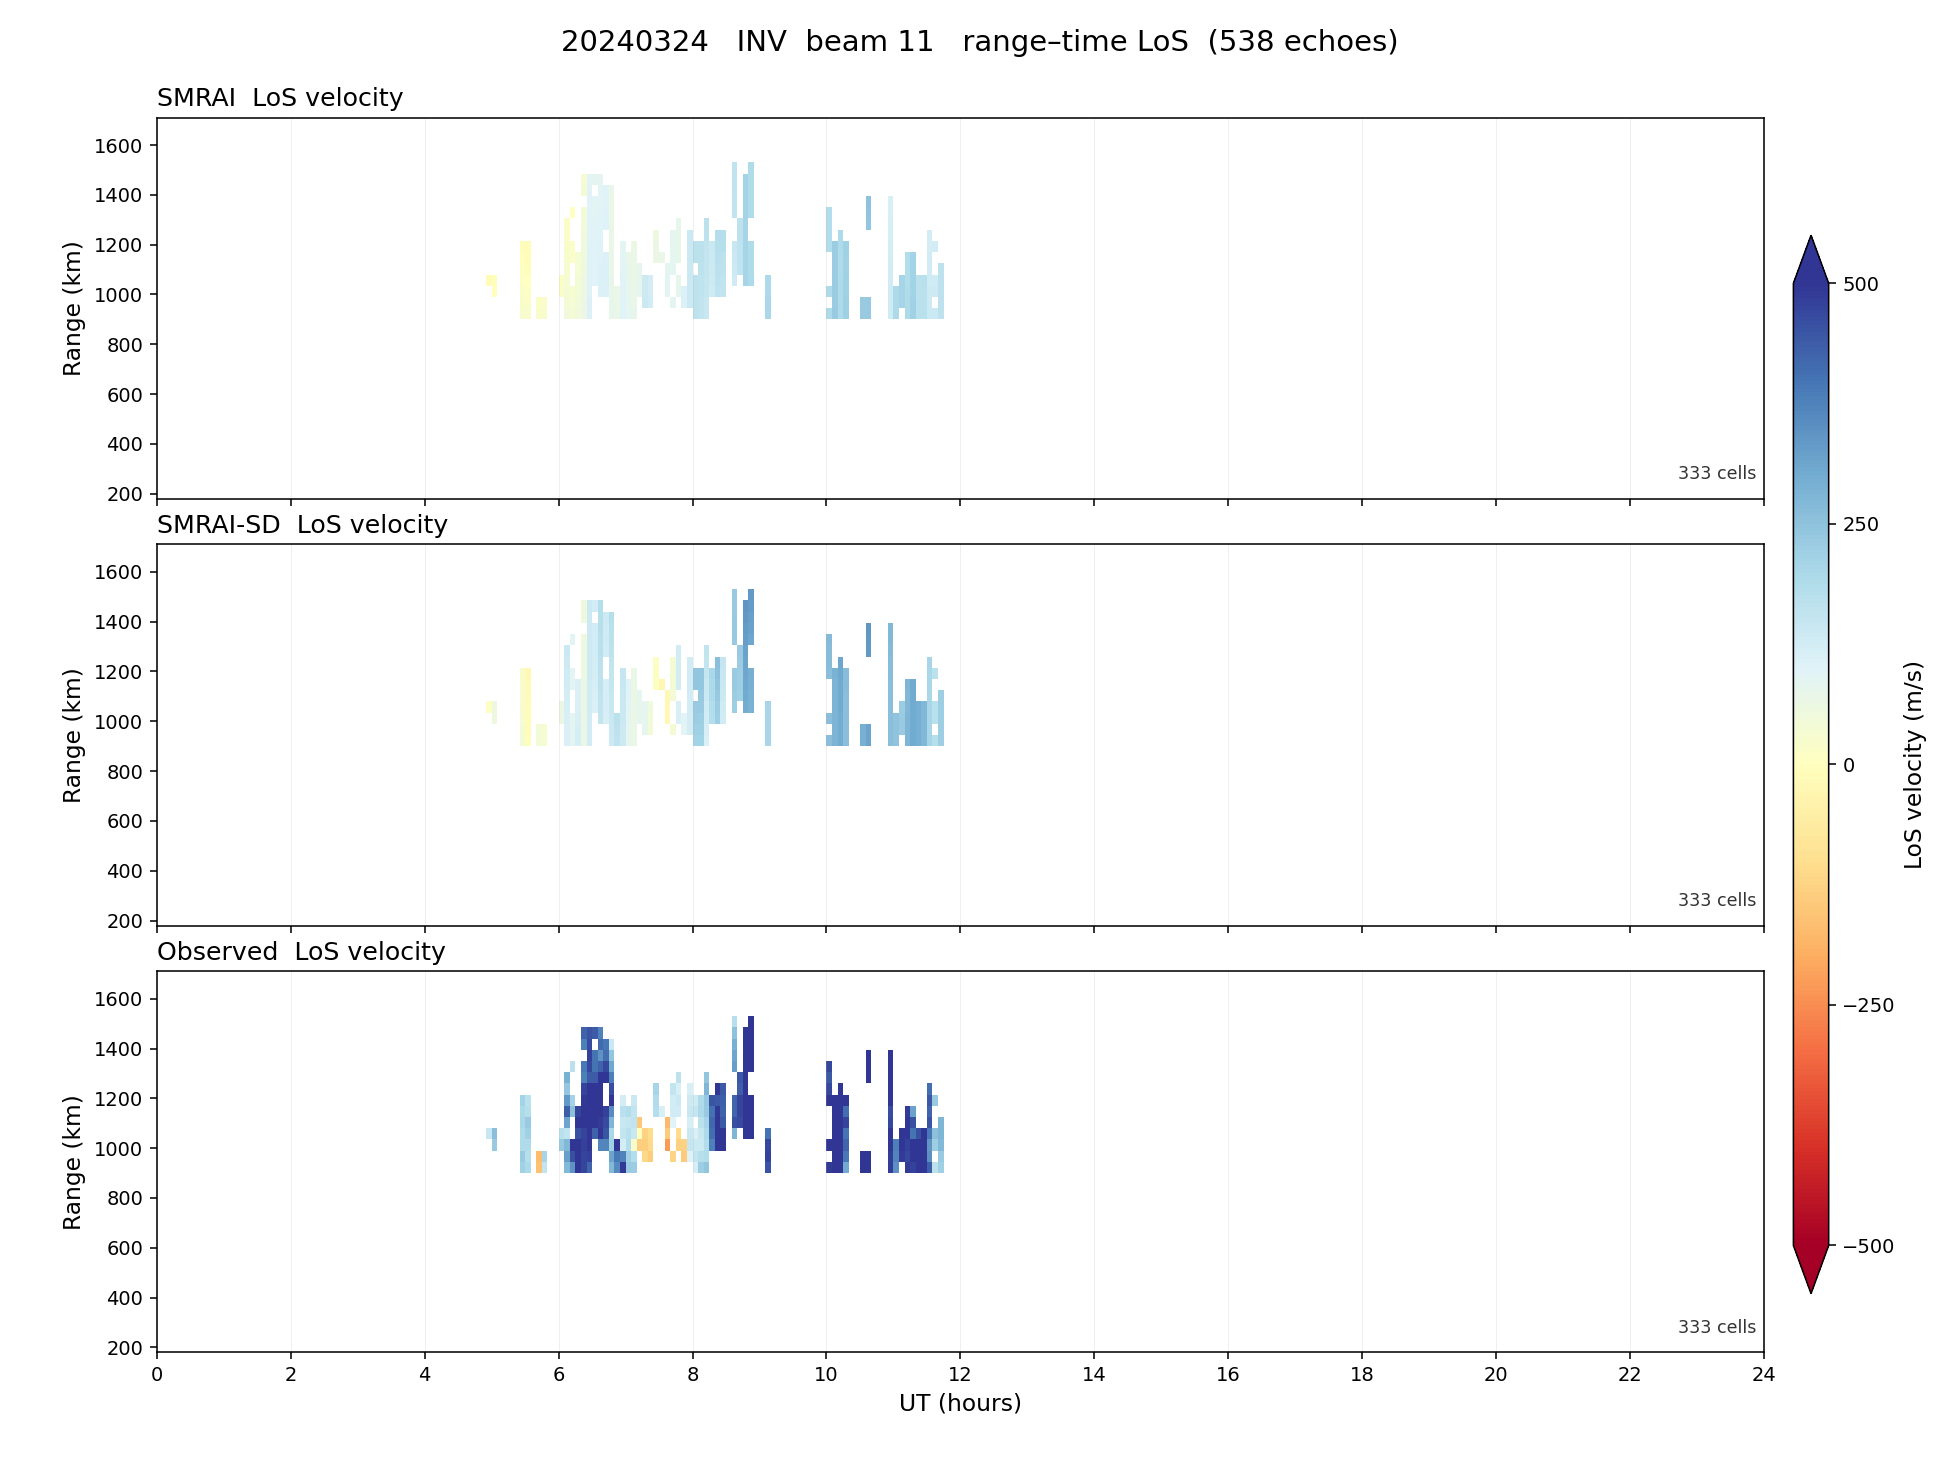 20240324   INV  beam 11   range–time LoS  (538 echoes)
SMRAI  LoS velocity
1600
1400
1200
1000
800
600
400
200
Range (km)
333 cells
SMRAI-SD  LoS velocity
1600
1400
1200
1000
800
600
400
200
Range (km)
333 cells
Observed  LoS velocity
1600
1400
1200
1000
800
600
400
200
Range (km)
333 cells
0 2 4 6 8 10 12 14 16 18 20 22 24
UT (hours)
500
250
0
−250
−500
LoS velocity (m/s)